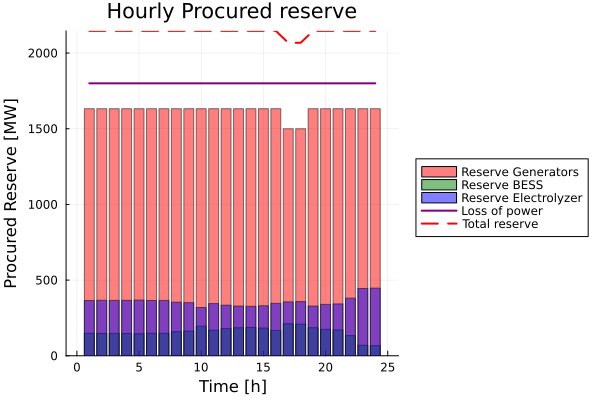 Hourly Procured reserve
Procured Reserve [MW]
2000
1500
1000
500
0
0 5 10 15 20 25
Time [h]
Reserve Generators
Reserve BESS
Reserve Electrolyzer
Loss of power
Total reserve